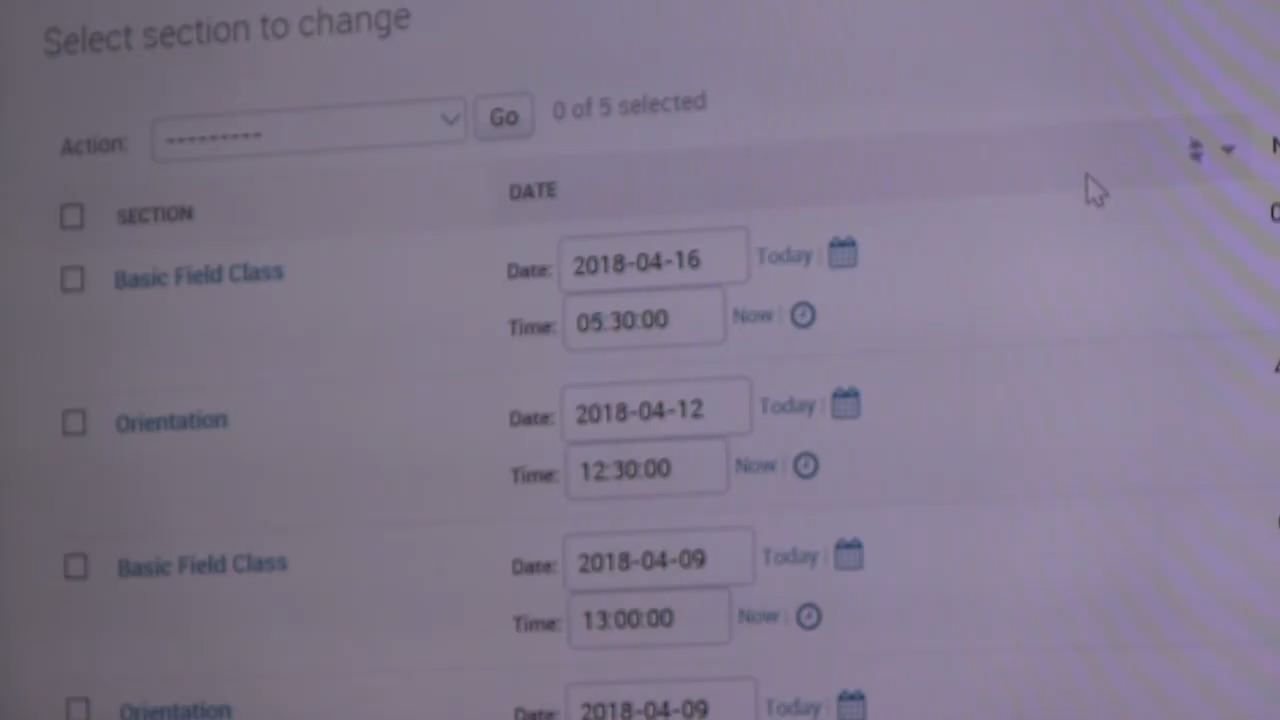 Select section to change
Action: --------- Go 0 of 5 selected
SECTION DATE
Basic Field Class Date: 2018-04-16 Today
Time: 05:30:00 Now
Orientation Date: 2018-04-12 Today
Time: 12:30:00 Now
Basic Field Class Date: 2018-04-09 Today
Time: 13:00:00 Now
Orientation Date: 2018-04-09 Today